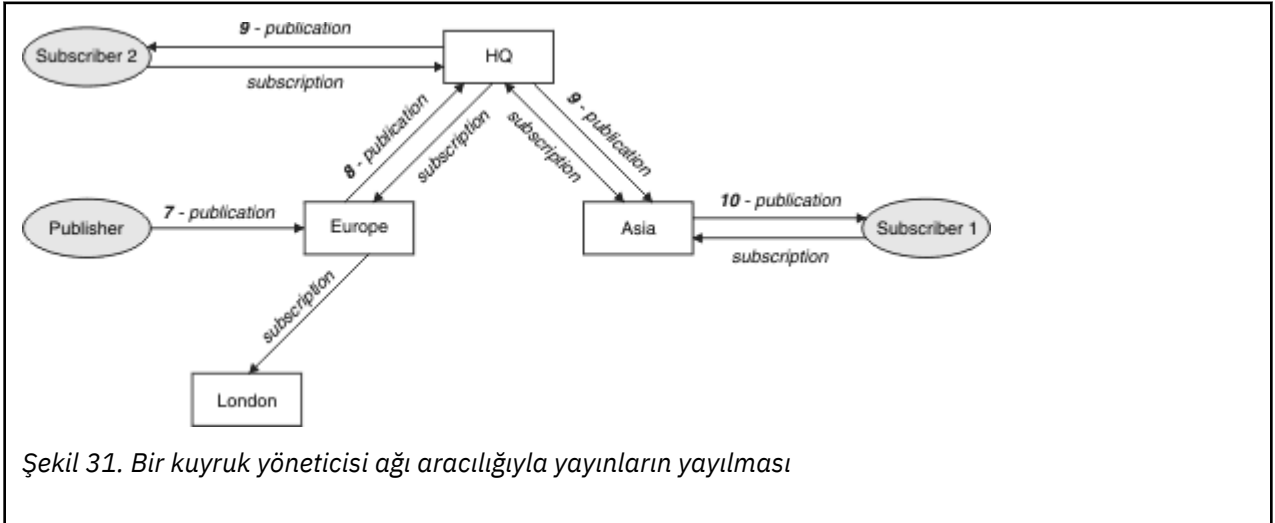 9 - publication
Subscriber 2
HQ
subscription
8 - publication
subscription
9 - publication
subscription
Publisher
7 - publication
Europe
Asia
10 - publication
Subscriber 1
subscription
subscription
London
Şekil 31. Bir kuyruk yöneticisi ağı aracılığıyla yayınların yayılması